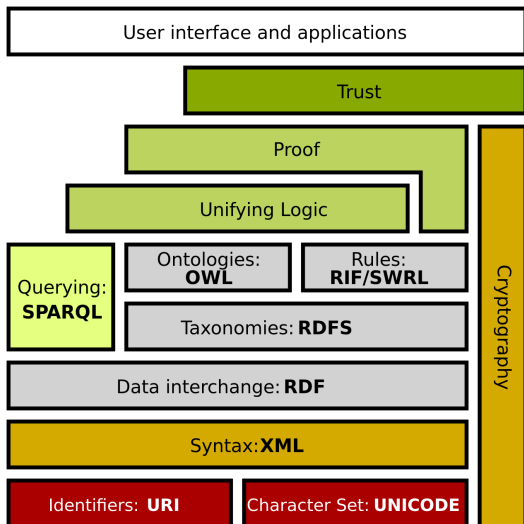 User interface and applications
Trust
Proof
Unifying Logic
Ontologies:
OWL
Rules:
RIF/SWRL
Querying:
SPARQL
Taxonomies: RDFS
Cryptography
Data interchange: RDF
Syntax:XML
Identifiers: URI
Character Set: UNICODE